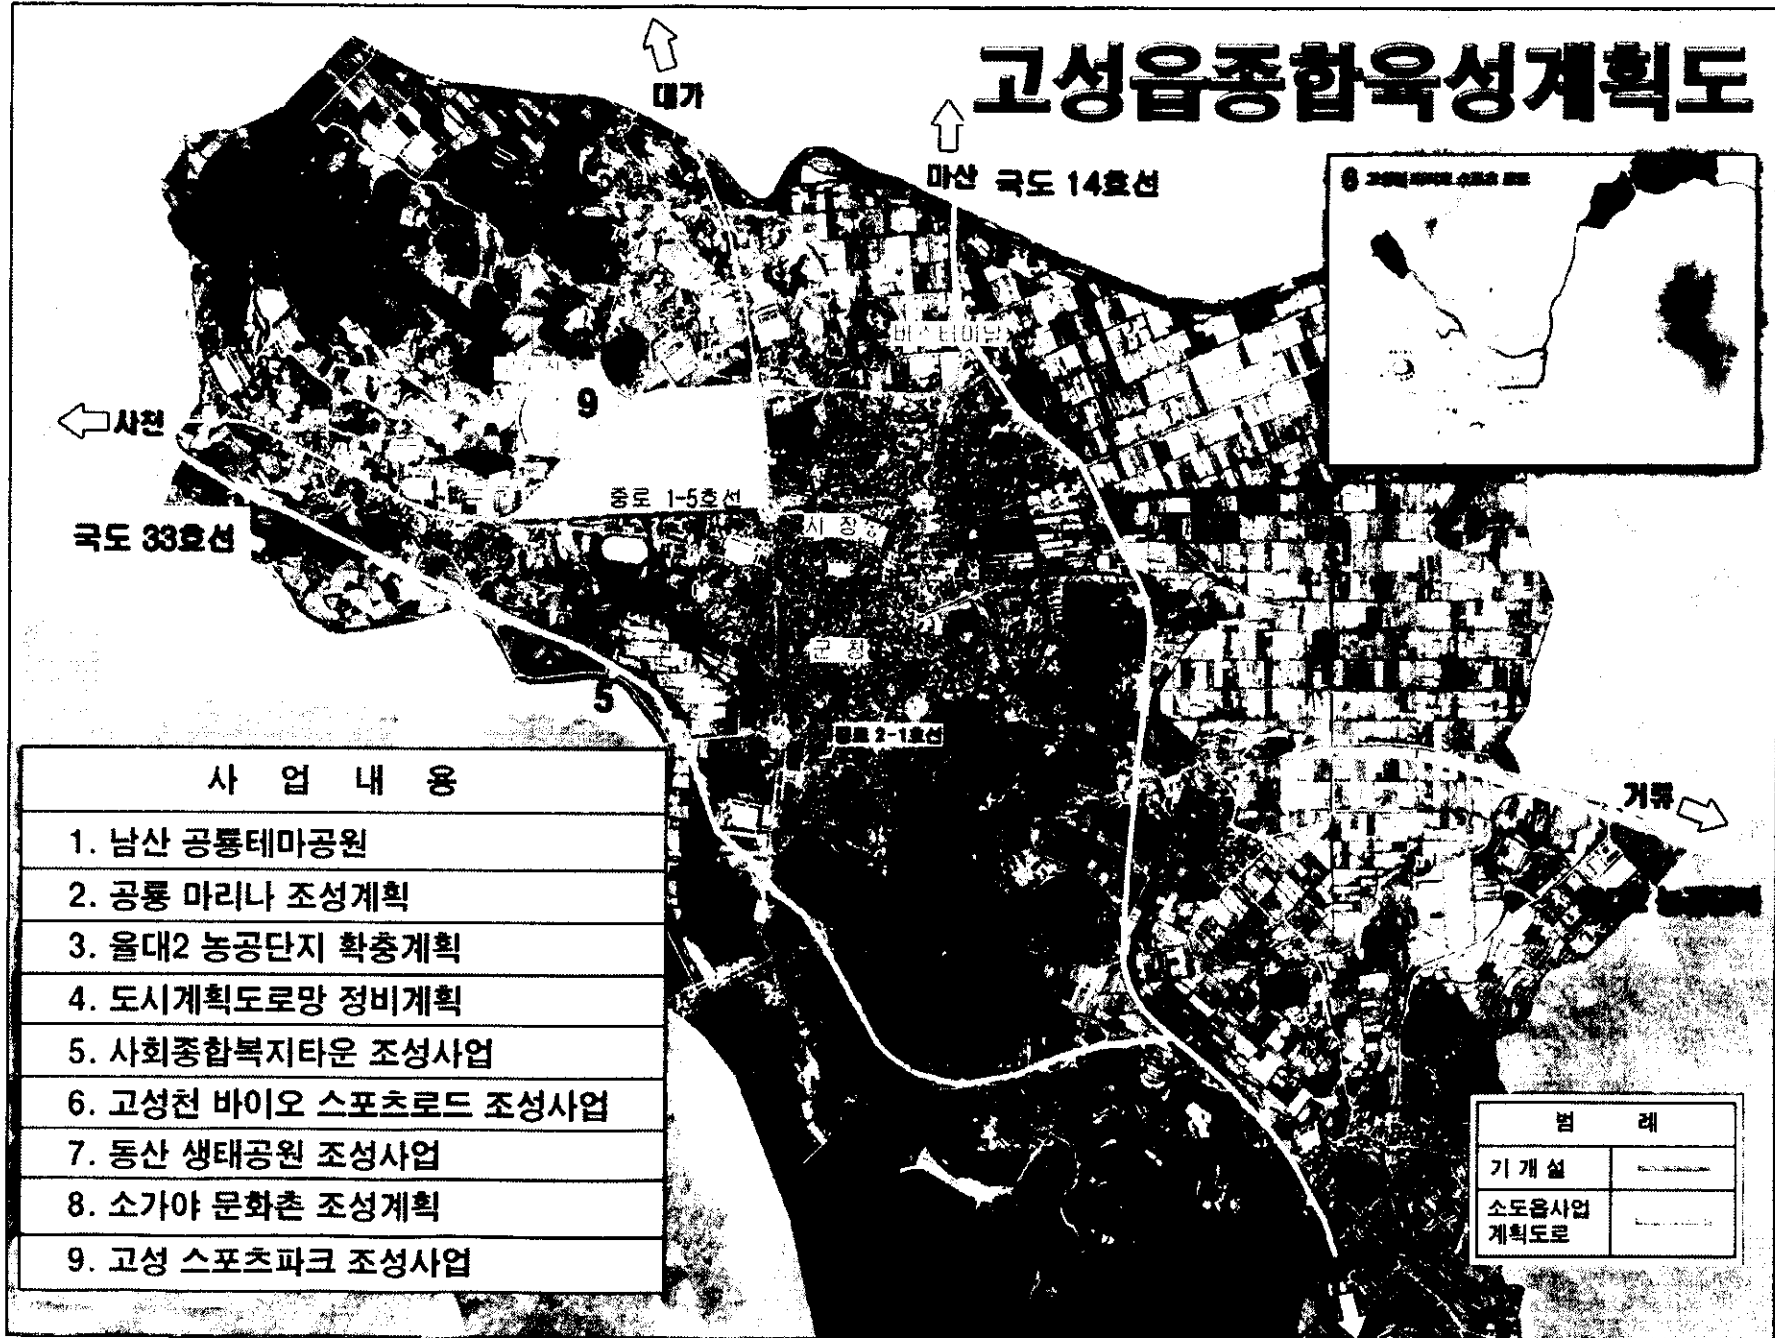 고성읍종합육성계획도
대가
마산 국도 14호선
6
버스터미널
9
사천
중로 1-5호선
국도 33호선
시 장
군 청
5
중로 2-1호선
거류
사 업 내 용
1. 남산 공룡테마공원
2. 공룡 마리나 조성계획
3. 율대2 농공단지 확충계획
4. 도시계획도로망 정비계획
5. 사회종합복지타운 조성사업
6. 고성천 바이오 스포츠로드 조성사업
7. 동산 생태공원 조성사업
8. 소가야 문화촌 조성계획
9. 고성 스포츠파크 조성사업
범 례
기 개 설
소도읍사업
계획도로